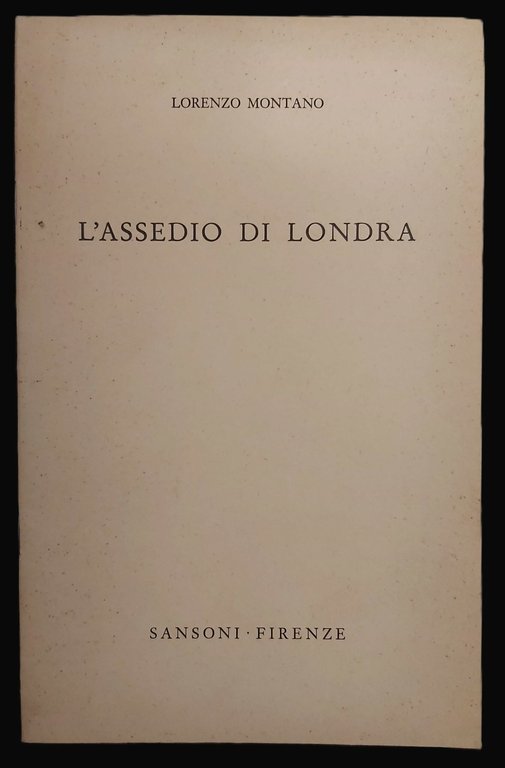 LORENZO MONTANO
L'ASSEDIO DI LONDRA
SANSONI · FIRENZE